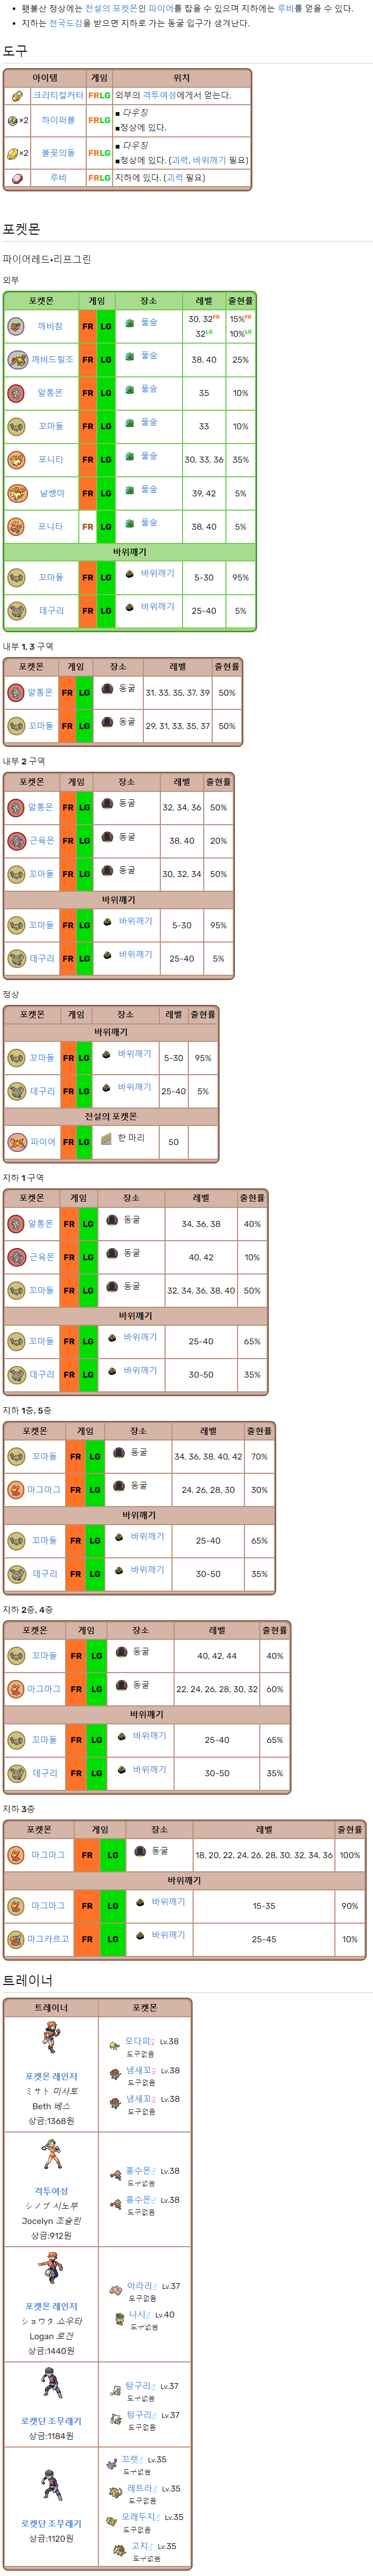 횃불산 정상에는 전설의 포켓몬인 파이어를 잡을 수 있으며 지하에는 루비를 얻을 수 있다.
지하는 전국도감을 받으면 지하로 가는 동굴 입구가 생겨난다.
도구
아이템 게임 위치
크리티컬커터 FRLG 외부의 격투여성에게서 얻는다.
×2 하이퍼볼 FRLG ■ 다우징
■정상에 있다.
×2 불꽃의돌 FRLG ■ 다우징
■정상에 있다. (괴력, 바위깨기 필요)
루비 FRLG 지하에 있다. (괴력 필요)
포켓몬
파이어레드•리프그린
외부
포켓몬 게임 장소 레벨 출현률
깨비참 FR LG 풀숲 30, 32FR 15%FR
32LG 10%LG
깨비드릴조 FR LG 풀숲 38, 40 25%
알통몬 FR LG 풀숲 35 10%
꼬마돌 FR LG 풀숲 33 10%
포니타 FR LG 풀숲 30, 33, 36 35%
날쌩마 FR LG 풀숲 39, 42 5%
포니타 FR LG 풀숲 38, 40 5%
바위깨기
꼬마돌 FR LG 바위깨기 5-30 95%
데구리 FR LG 바위깨기 25-40 5%
내부 1, 3 구역
포켓몬 게임 장소 레벨 출현률
알통몬 FR LG 동굴 31, 33, 35, 37, 39 50%
꼬마돌 FR LG 동굴 29, 31, 33, 35, 37 50%
내부 2 구역
포켓몬 게임 장소 레벨 출현률
알통몬 FR LG 동굴 32, 34, 36 50%
근육몬 FR LG 동굴 38, 40 20%
꼬마돌 FR LG 동굴 30, 32, 34 50%
바위깨기
꼬마돌 FR LG 바위깨기 5-30 95%
데구리 FR LG 바위깨기 25-40 5%
정상
포켓몬 게임 장소 레벨 출현률
바위깨기
꼬마돌 FR LG 바위깨기 5-30 95%
데구리 FR LG 바위깨기 25-40 5%
전설의 포켓몬
파이어 FR LG 한 마리 50
지하 1 구역
포켓몬 게임 장소 레벨 출현률
알통몬 FR LG 동굴 34, 36, 38 40%
근육몬 FR LG 동굴 40, 42 10%
꼬마돌 FR LG 동굴 32, 34, 36, 38, 40 50%
바위깨기
꼬마돌 FR LG 바위깨기 25-40 65%
데구리 FR LG 바위깨기 30-50 35%
지하 1층, 5층
포켓몬 게임 장소 레벨 출현률
꼬마돌 FR LG 동굴 34, 36, 38, 40, 42 70%
마그마그 FR LG 동굴 24, 26, 28, 30 30%
바위깨기
꼬마돌 FR LG 바위깨기 25-40 65%
데구리 FR LG 바위깨기 30-50 35%
지하 2층, 4층
포켓몬 게임 장소 레벨 출현률
꼬마돌 FR LG 동굴 40, 42, 44 40%
마그마그 FR LG 동굴 22, 24, 26, 28, 30, 32 60%
바위깨기
꼬마돌 FR LG 바위깨기 25-40 65%
데구리 FR LG 바위깨기 30-50 35%
지하 3층
포켓몬 게임 장소 레벨 출현률
마그마그 FR LG 동굴 18, 20, 22, 24, 26, 28, 30, 32, 34, 36 100%
바위깨기
마그마그 FR LG 바위깨기 15-35 90%
마그카르고 FR LG 바위깨기 25-45 10%
트레이너
트레이너 포켓몬
포켓몬 레인저
ミサト 미사토
Beth 베스
상금:1368원
모다피♀ Lv.38
도구없음
냄새꼬♀ Lv.38
도구없음
냄새꼬♀ Lv.38
도구없음
격투여성
シノブ 시노부
Jocelyn 조슬린
상금:912원
홍수몬♂ Lv.38
도구없음
홍수몬♂ Lv.38
도구없음
포켓몬 레인저
ショウタ 쇼우타
Logan 로건
상금:1440원
아라리♂ Lv.37
도구없음
나시♂ Lv.40
도구없음
로켓단 조무래기
상금:1184원
탕구리♂ Lv.37
도구없음
텅구리♂ Lv.37
도구없음
로켓단 조무래기
상금:1120원
꼬렛♂ Lv.35
도구없음
레트라♂ Lv.35
도구없음
모래두지♂ Lv.35
도구없음
고지♂ Lv.35
도구없음